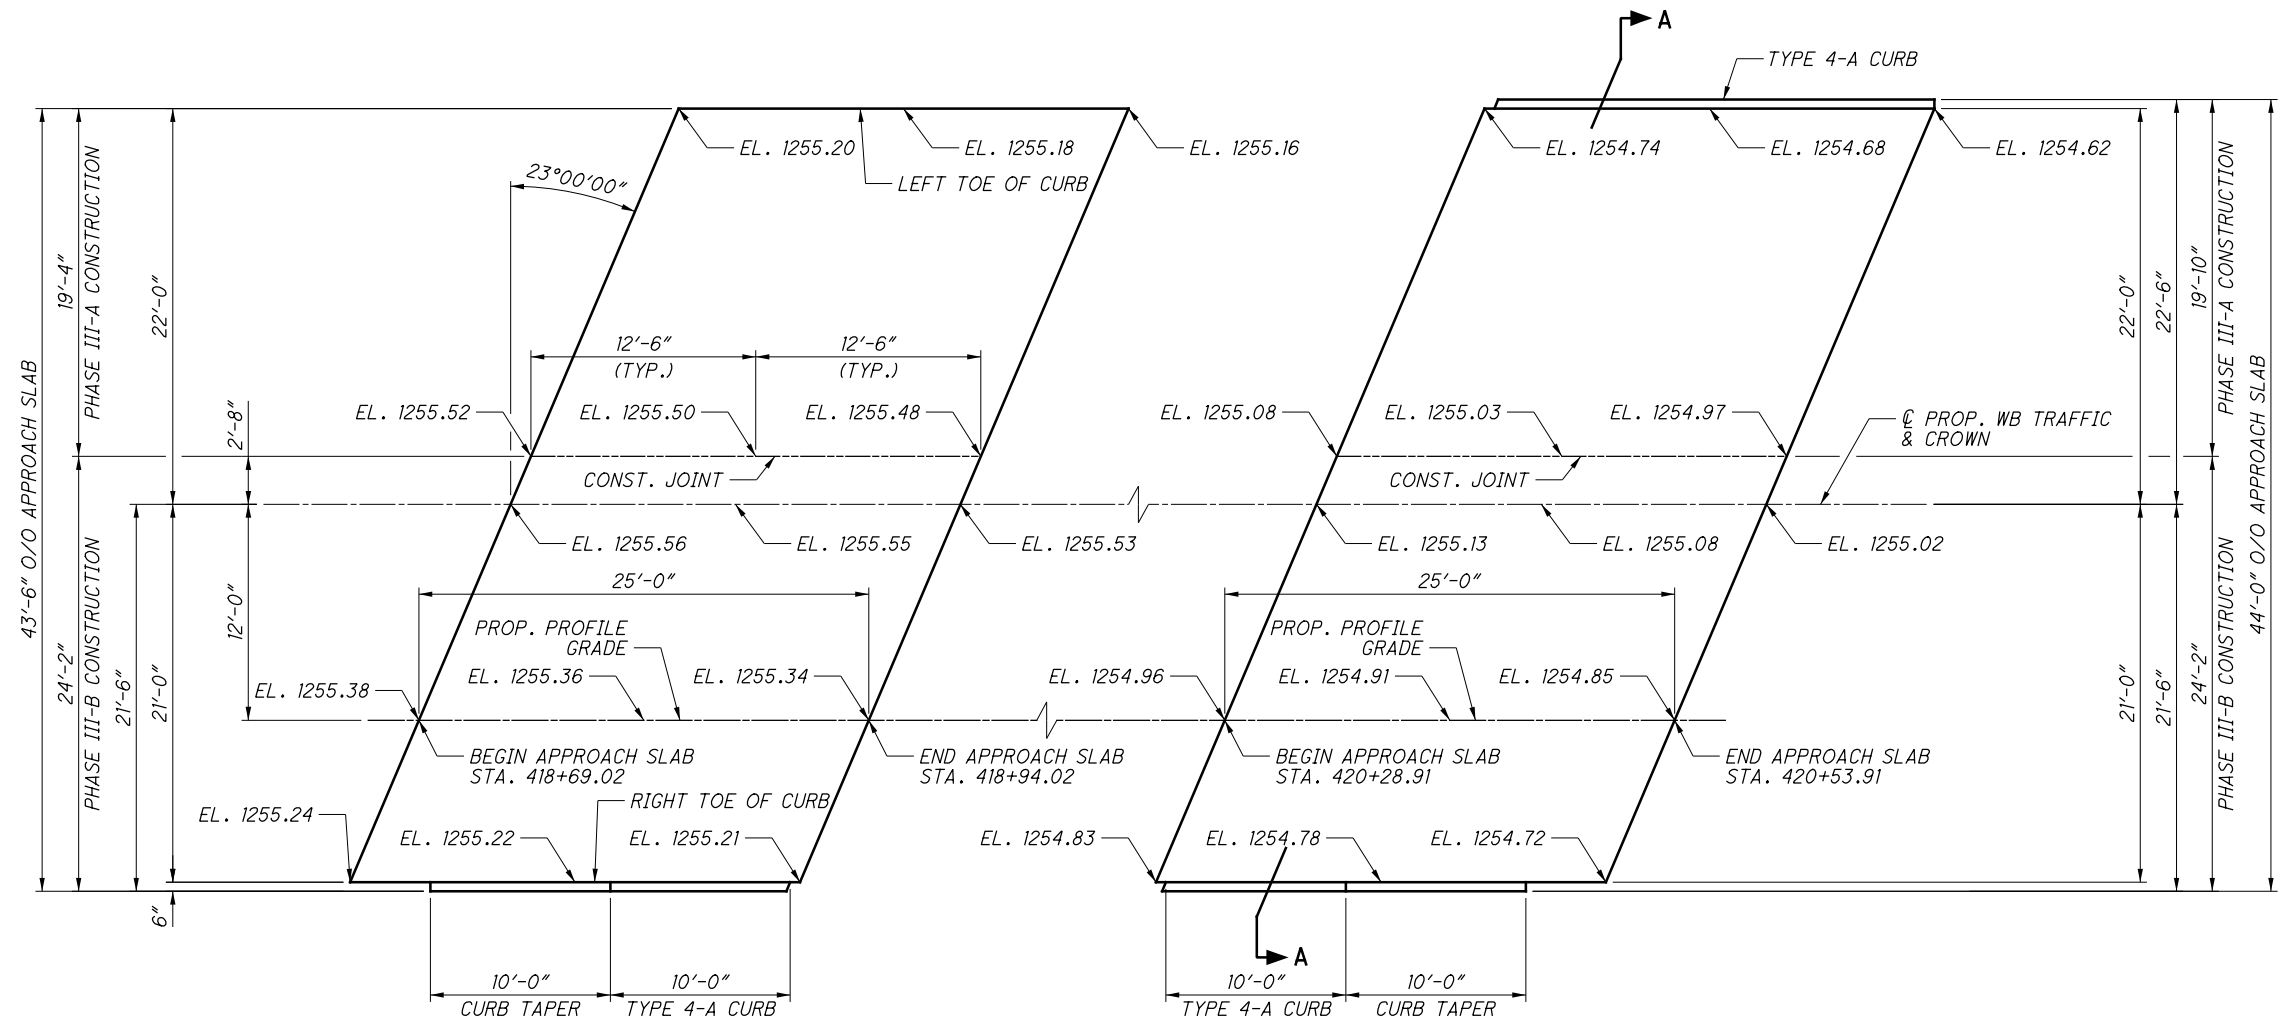 A
TYPE 4-A CURB
EL. 1255.20
EL. 1255.18
EL. 1255.16
EL. 1254.74
EL. 1254.68
EL. 1254.62
LEFT TOE OF CURB
23°00'00"
19'-4"
PHASE III-A CONSTRUCTION
22'-0"
43'-6" O/O APPROACH SLAB
2'-8"
12'-6"
(TYP.)
12'-6"
(TYP.)
EL. 1255.52
EL. 1255.50
EL. 1255.48
EL. 1255.08
EL. 1255.03
EL. 1254.97
℄ PROP. WB TRAFFIC
& CROWN
CONST. JOINT
CONST. JOINT
22'-0"
22'-6"
19'-10"
PHASE III-A CONSTRUCTION
44'-0" O/O APPROACH SLAB
EL. 1255.56
EL. 1255.55
EL. 1255.53
EL. 1255.13
EL. 1255.08
EL. 1255.02
25'-0"
25'-0"
12'-0"
PROP. PROFILE
GRADE
PROP. PROFILE
GRADE
EL. 1255.38
EL. 1255.36
EL. 1255.34
EL. 1254.96
EL. 1254.91
EL. 1254.85
24'-2"
PHASE III-B CONSTRUCTION
21'-6"
21'-0"
BEGIN APPROACH SLAB
STA. 418+69.02
END APPROACH SLAB
STA. 418+94.02
BEGIN APPROACH SLAB
STA. 420+28.91
END APPROACH SLAB
STA. 420+53.91
21'-0"
21'-6"
24'-2"
PHASE III-B CONSTRUCTION
RIGHT TOE OF CURB
EL. 1255.24
EL. 1255.22
EL. 1255.21
EL. 1254.83
EL. 1254.78
EL. 1254.72
6"
A
10'-0"
CURB TAPER
10'-0"
TYPE 4-A CURB
10'-0"
TYPE 4-A CURB
10'-0"
CURB TAPER